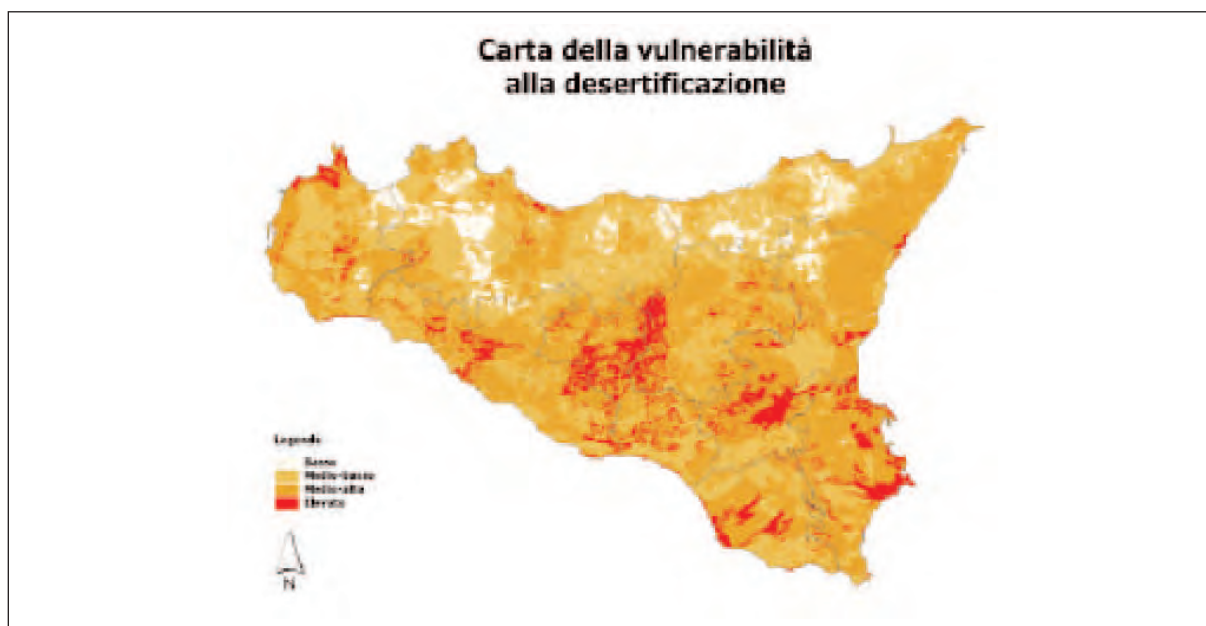 Carta della vulnerabilità
alla desertificazione
Legenda
Bassa
Medio-bassa
Medio-alta
Elevata
N